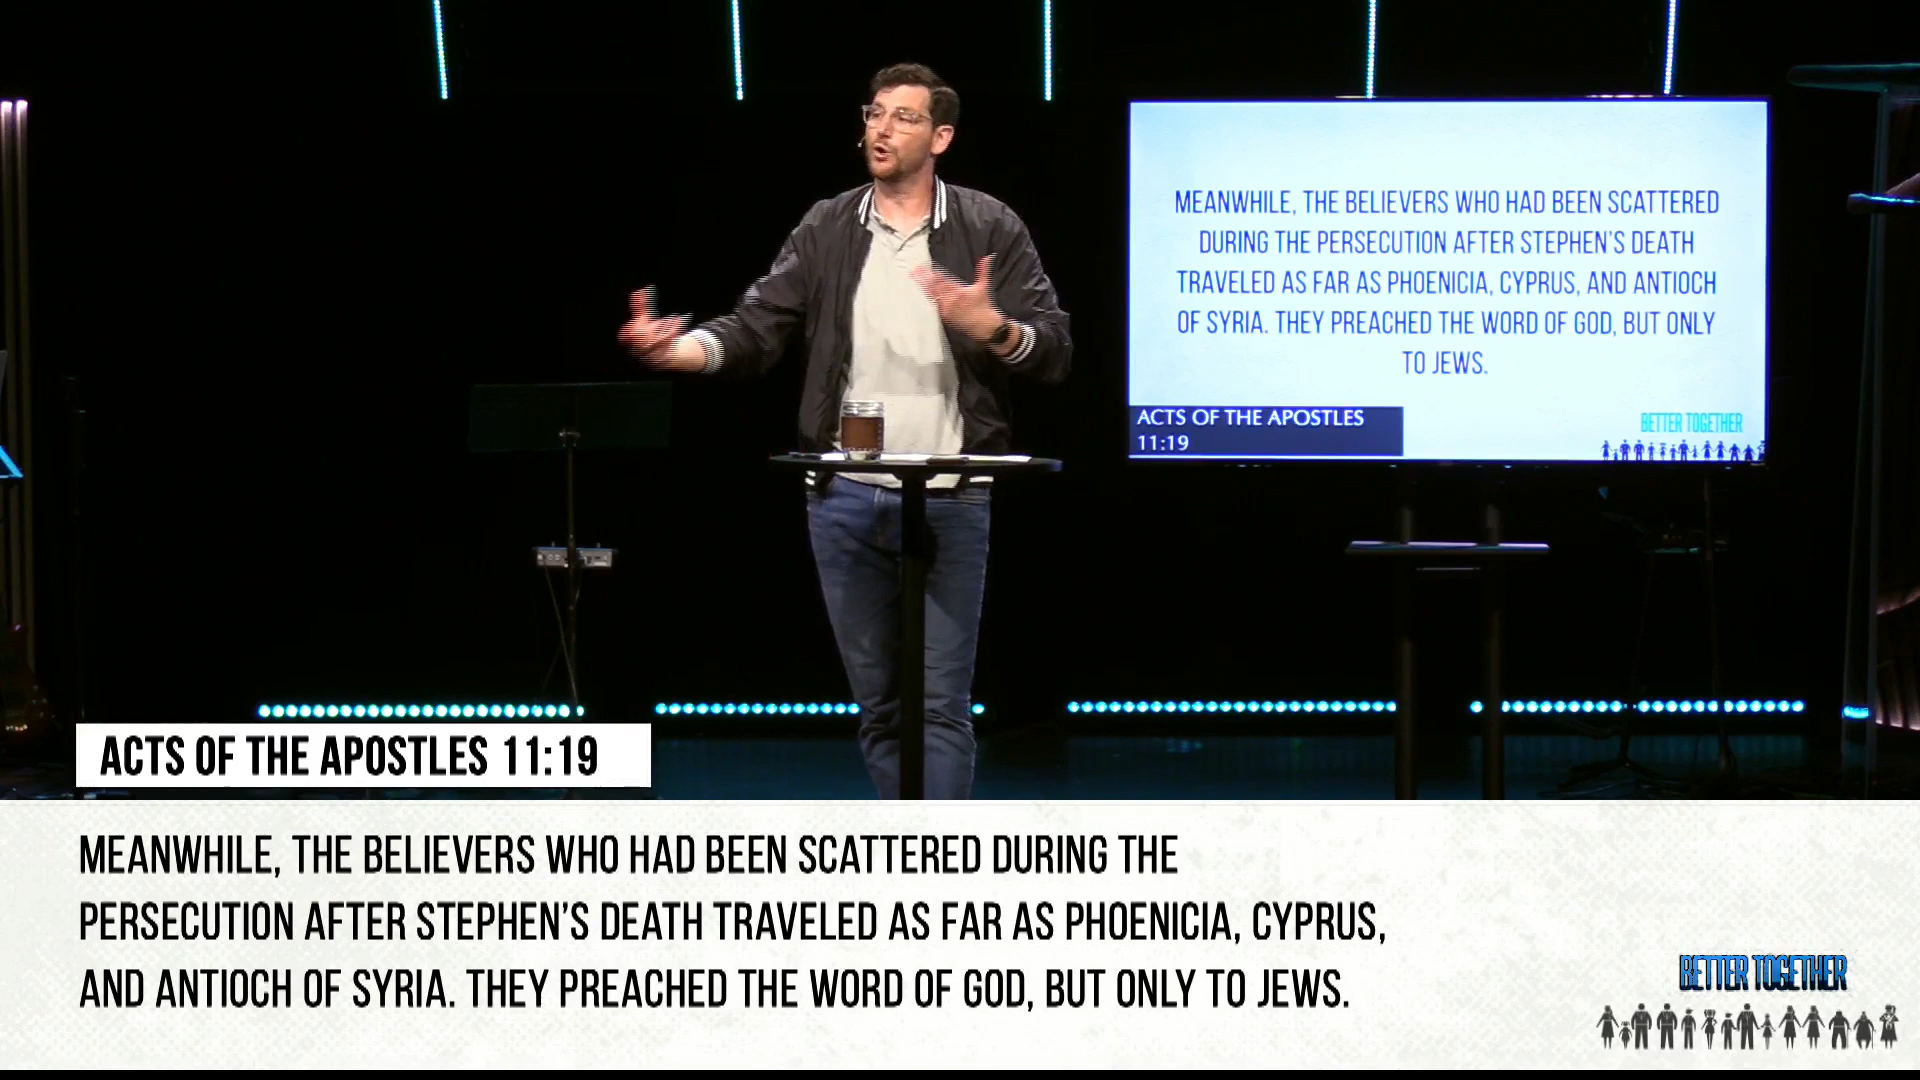 MEANWHILE, THE BELIEVERS WHO HAD BEEN SCATTERED
DURING THE PERSECUTION AFTER STEPHEN'S DEATH
TRAVELED AS FAR AS PHOENICIA, CYPRUS, AND ANTIOCH
OF SYRIA. THEY PREACHED THE WORD OF GOD, BUT ONLY
TO JEWS.
ACTS OF THE APOSTLES
11:19
BETTER TOGETHER
ACTS OF THE APOSTLES 11:19
MEANWHILE, THE BELIEVERS WHO HAD BEEN SCATTERED DURING THE
PERSECUTION AFTER STEPHEN'S DEATH TRAVELED AS FAR AS PHOENICIA, CYPRUS,
AND ANTIOCH OF SYRIA. THEY PREACHED THE WORD OF GOD, BUT ONLY TO JEWS.
BETTER TOGETHER